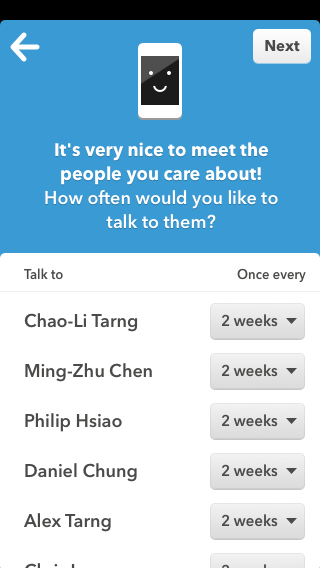 Next
It's very nice to meet the
people you care about!
How often would you like to
talk to them?
Talk to Once every
Chao-Li Tarng 2 weeks
Ming-Zhu Chen 2 weeks
Philip Hsiao 2 weeks
Daniel Chung 2 weeks
Alex Tarng 2 weeks